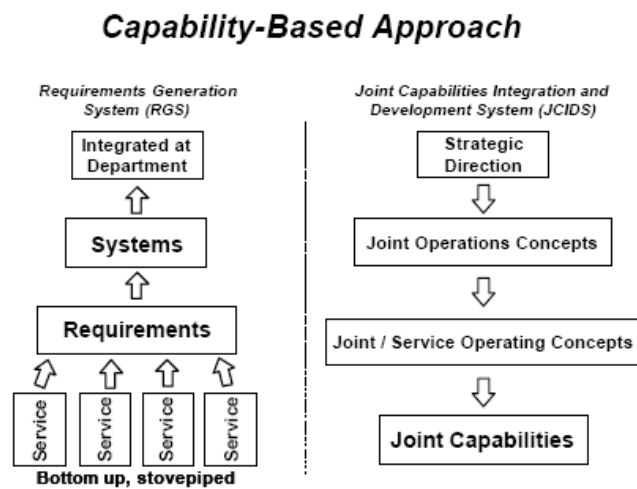 Capability-Based Approach
Requirements Generation
System (RGS)
Integrated at
Department
Systems
Requirements
Service
Service
Service
Service
Bottom up, stovepiped
Joint Capabilities Integration and
Development System (JCIDS)
Strategic
Direction
Joint Operations Concepts
Joint / Service Operating Concepts
Joint Capabilities